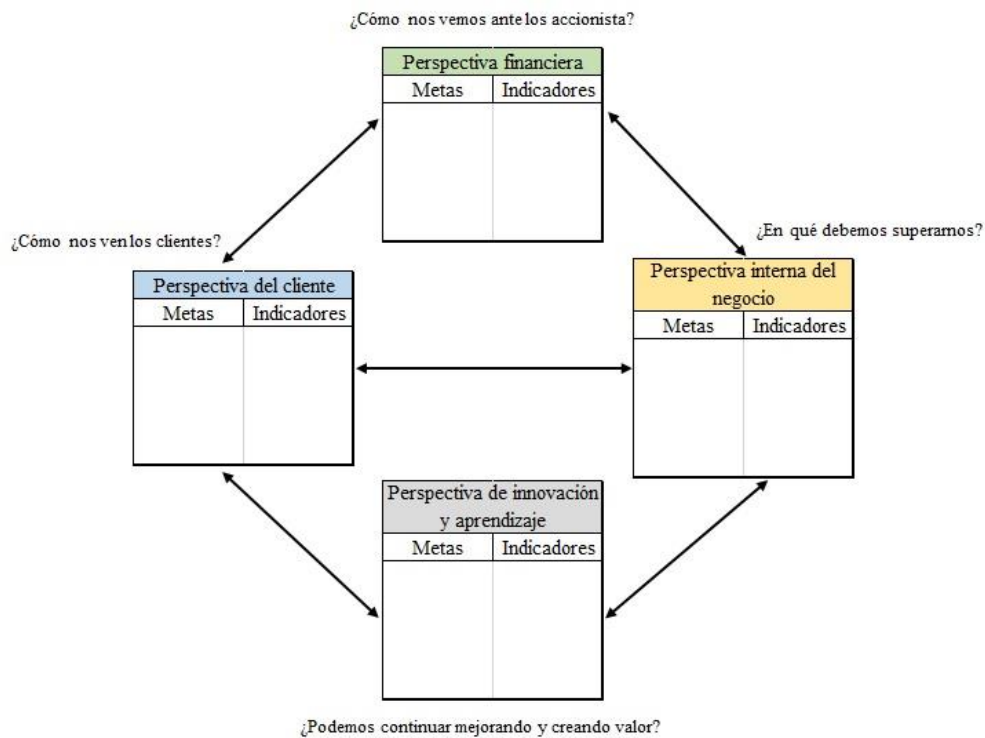 ¿Cómo nos vemos ante los accionista?
Perspectiva financiera
Metas Indicadores
¿Cómo nos ven los clientes?
Perspectiva del cliente
Metas Indicadores
¿En qué debemos superarnos?
Perspectiva interna del
negocio
Metas Indicadores
Perspectiva de innovación
y aprendizaje
Metas Indicadores
¿Podemos continuar mejorando y creando valor?